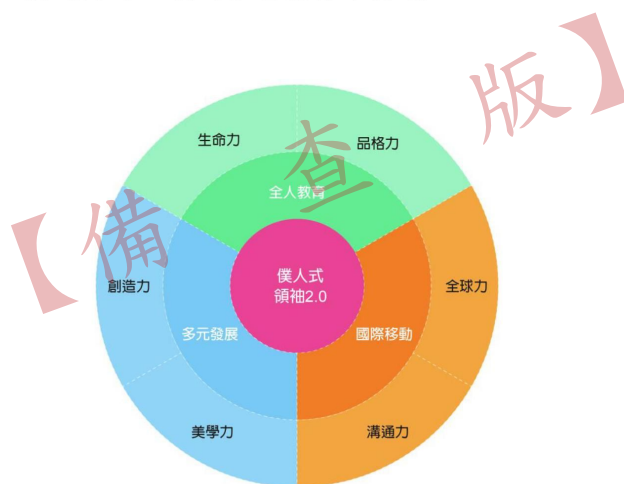 【備查版】
生命力
品格力
全人教育
僕人式
領袖2.0
創造力
全球力
多元發展
國際移動
美學力
溝通力